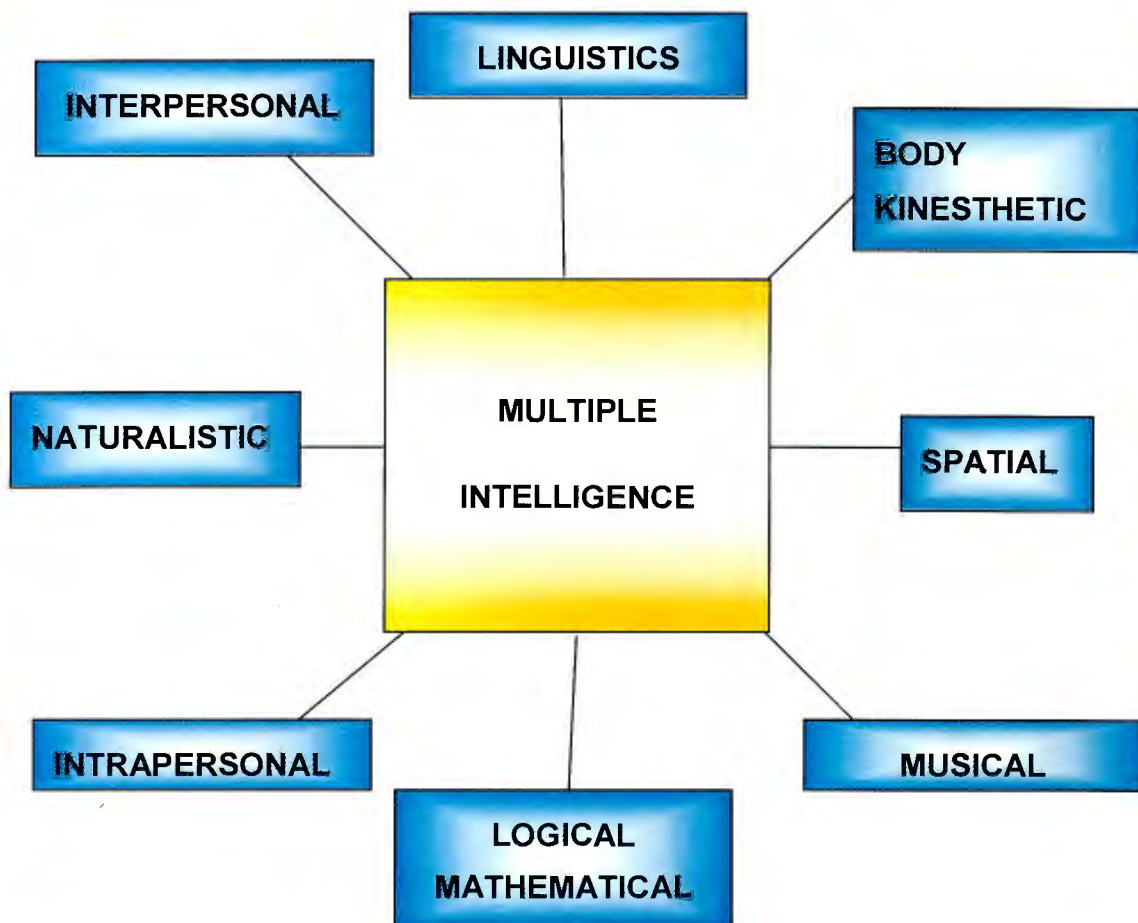 LINGUISTICS
INTERPERSONAL
BODY
KINESTHETIC
MULTIPLE
INTELLIGENCE
NATURALISTIC
SPATIAL
INTRAPERSONAL
MUSICAL
LOGICAL
MATHEMATICAL